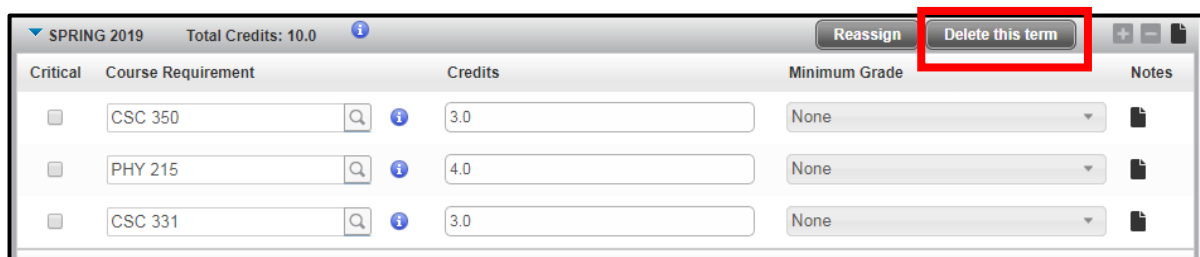 SPRING 2019 Total Credits: 10.0 Reassign Delete this term
Critical Course Requirement Credits Minimum Grade Notes
CSC 350 3.0 None
PHY 215 4.0 None
CSC 331 3.0 None